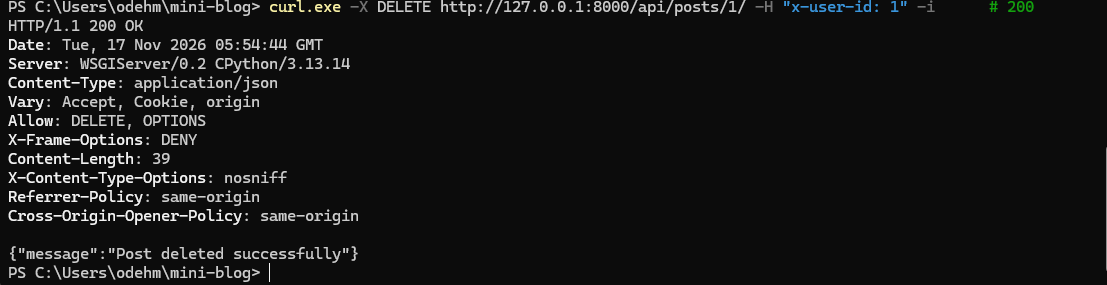 PS C:\Users\odehm\mini-blog> curl.exe -X DELETE http://127.0.0.1:8000/api/posts/1/ -H "x-user-id: 1" -i      # 200
HTTP/1.1 200 OK
Date: Tue, 17 Nov 2026 05:54:44 GMT
Server: WSGIServer/0.2 CPython/3.13.14
Content-Type: application/json
Vary: Accept, Cookie, origin
Allow: DELETE, OPTIONS
X-Frame-Options: DENY
Content-Length: 39
X-Content-Type-Options: nosniff
Referrer-Policy: same-origin
Cross-Origin-Opener-Policy: same-origin

{"message":"Post deleted successfully"}
PS C:\Users\odehm\mini-blog>